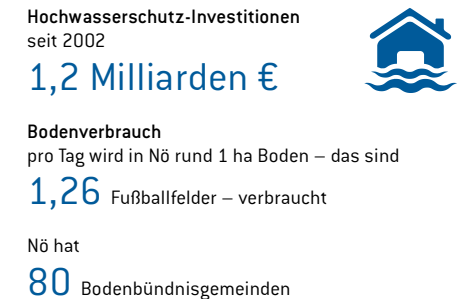 Hochwasserschutz-Investitionen
seit 2002
1,2 Milliarden €
Bodenverbrauch
pro Tag wird in Nö rund 1 ha Boden – das sind
1,26 Fußballfelder – verbraucht
Nö hat
80 Bodenbündnisgemeinden